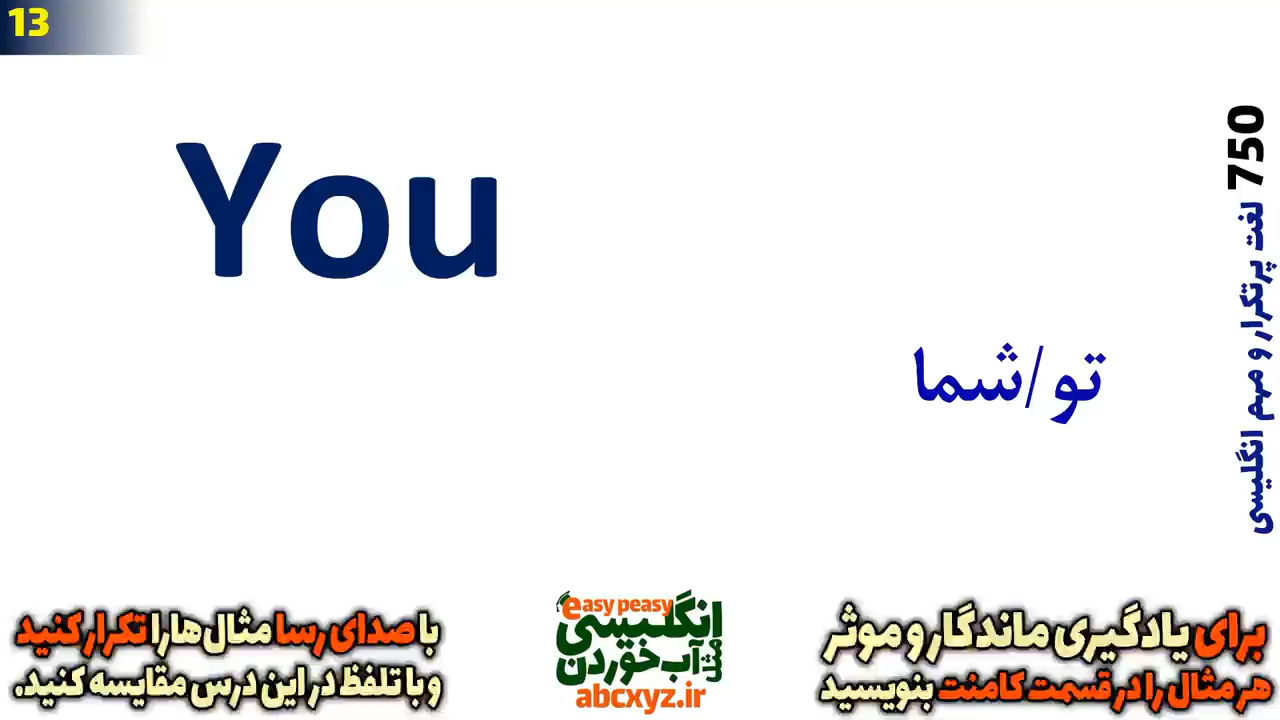 13
You
تو/شما
750 لغت پرتکرار و مهم انگلیسی
برای یادگیری ماندگار و موثر
هر مثال را در قسمت کامنت بنویسید
easy peasy
انگلیسی
مثل آب خوردن
abcxyz.ir
با صدای رسا مثال‌ها را تکرار کنید
و با تلفظ در این درس مقایسه کنید.